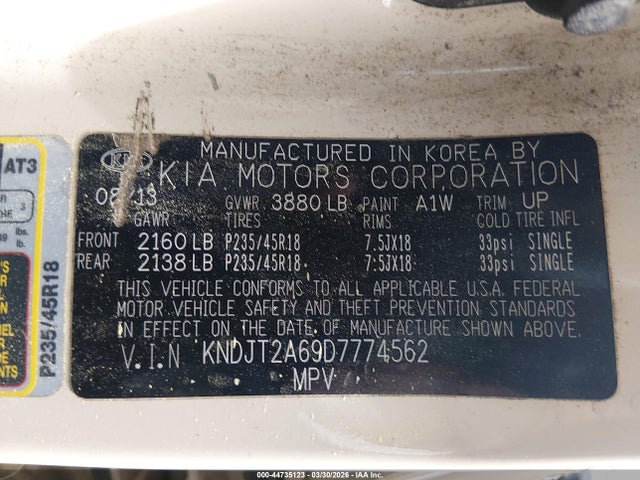 MANUFACTURED IN KOREA BY
KIA KIA MOTORS CORPORATION
GVWR 3880 LB PAINT A1W TRIM UP
GAWR TIRES RIMS COLD TIRE INFL
FRONT 2160 LB P235/45R18 7.5JX18 33psi SINGLE
REAR 2138 LB P235/45R18 7.5JX18 33psi SINGLE
THIS VEHICLE CONFORMS TO ALL APPLICABLE U.S.A. FEDERAL
MOTOR VEHICLE SAFETY AND THEFT PREVENTION STANDARDS
IN EFFECT ON THE DATE OF MANUFACTURE SHOWN ABOVE.
V.I.N KNDJT2A69D7774562
MPV
AT3
P235/45R18
000-44735123 | 03/30/2026 - IAA Inc.